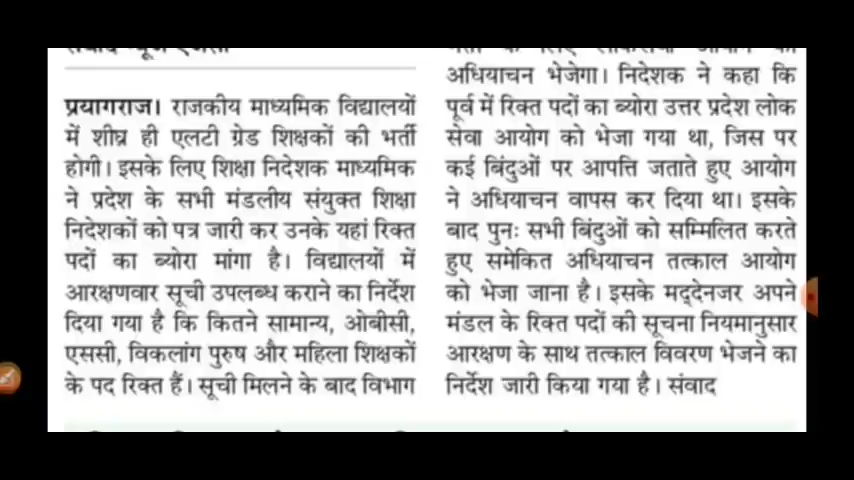 संवाद न्यूज एजेंसी
प्रयागराज। राजकीय माध्यमिक विद्यालयों
में शीघ्र ही एलटी ग्रेड शिक्षकों की भर्ती
होगी। इसके लिए शिक्षा निदेशक माध्यमिक
ने प्रदेश के सभी मंडलीय संयुक्त शिक्षा
निदेशकों को पत्र जारी कर उनके यहां रिक्त
पदों का ब्योरा मांगा है। विद्यालयों में
आरक्षणवार सूची उपलब्ध कराने का निर्देश
दिया गया है कि कितने सामान्य, ओबीसी,
एससी, विकलांग पुरुष और महिला शिक्षकों
के पद रिक्त हैं। सूची मिलने के बाद विभाग
के लिए लोकसेवा आयोग को
अधियाचन भेजेगा। निदेशक ने कहा कि
पूर्व में रिक्त पदों का ब्योरा उत्तर प्रदेश लोक
सेवा आयोग को भेजा गया था, जिस पर
कई बिंदुओं पर आपत्ति जताते हुए आयोग
ने अधियाचन वापस कर दिया था। इसके
बाद पुनः सभी बिंदुओं को सम्मिलित करते
हुए समेकित अधियाचन तत्काल आयोग
को भेजा जाना है। इसके मद्देनजर अपने
मंडल के रिक्त पदों की सूचना नियमानुसार
आरक्षण के साथ तत्काल विवरण भेजने का
निर्देश जारी किया गया है। संवाद